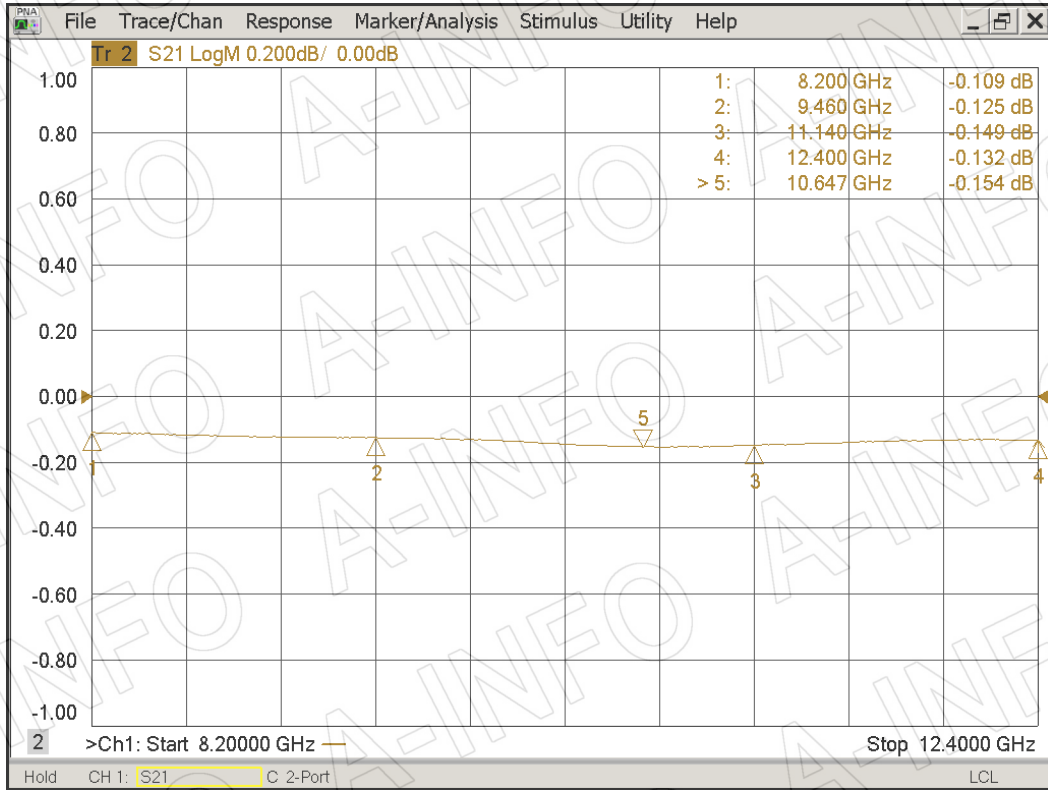 PNA File Trace/Chan Response Marker/Analysis Stimulus Utility Help
Tr 2 S21 LogM 0.200dB/ 0.00dB
1: 8.200 GHz -0.109 dB
2: 9.460 GHz -0.125 dB
3: 11.140 GHz -0.149 dB
4: 12.400 GHz -0.132 dB
> 5: 10.647 GHz -0.154 dB
1.00
0.80
0.60
0.40
0.20
0.00
-0.20
-0.40
-0.60
-0.80
-1.00
1
2
5
3
4
2 >Ch1: Start 8.20000 GHz Stop 12.4000 GHz
Hold CH 1: S21 C 2-Port LCL
A-INFO
A-INFO
A-INFO
A-INFO
A-INFO
A-INFO